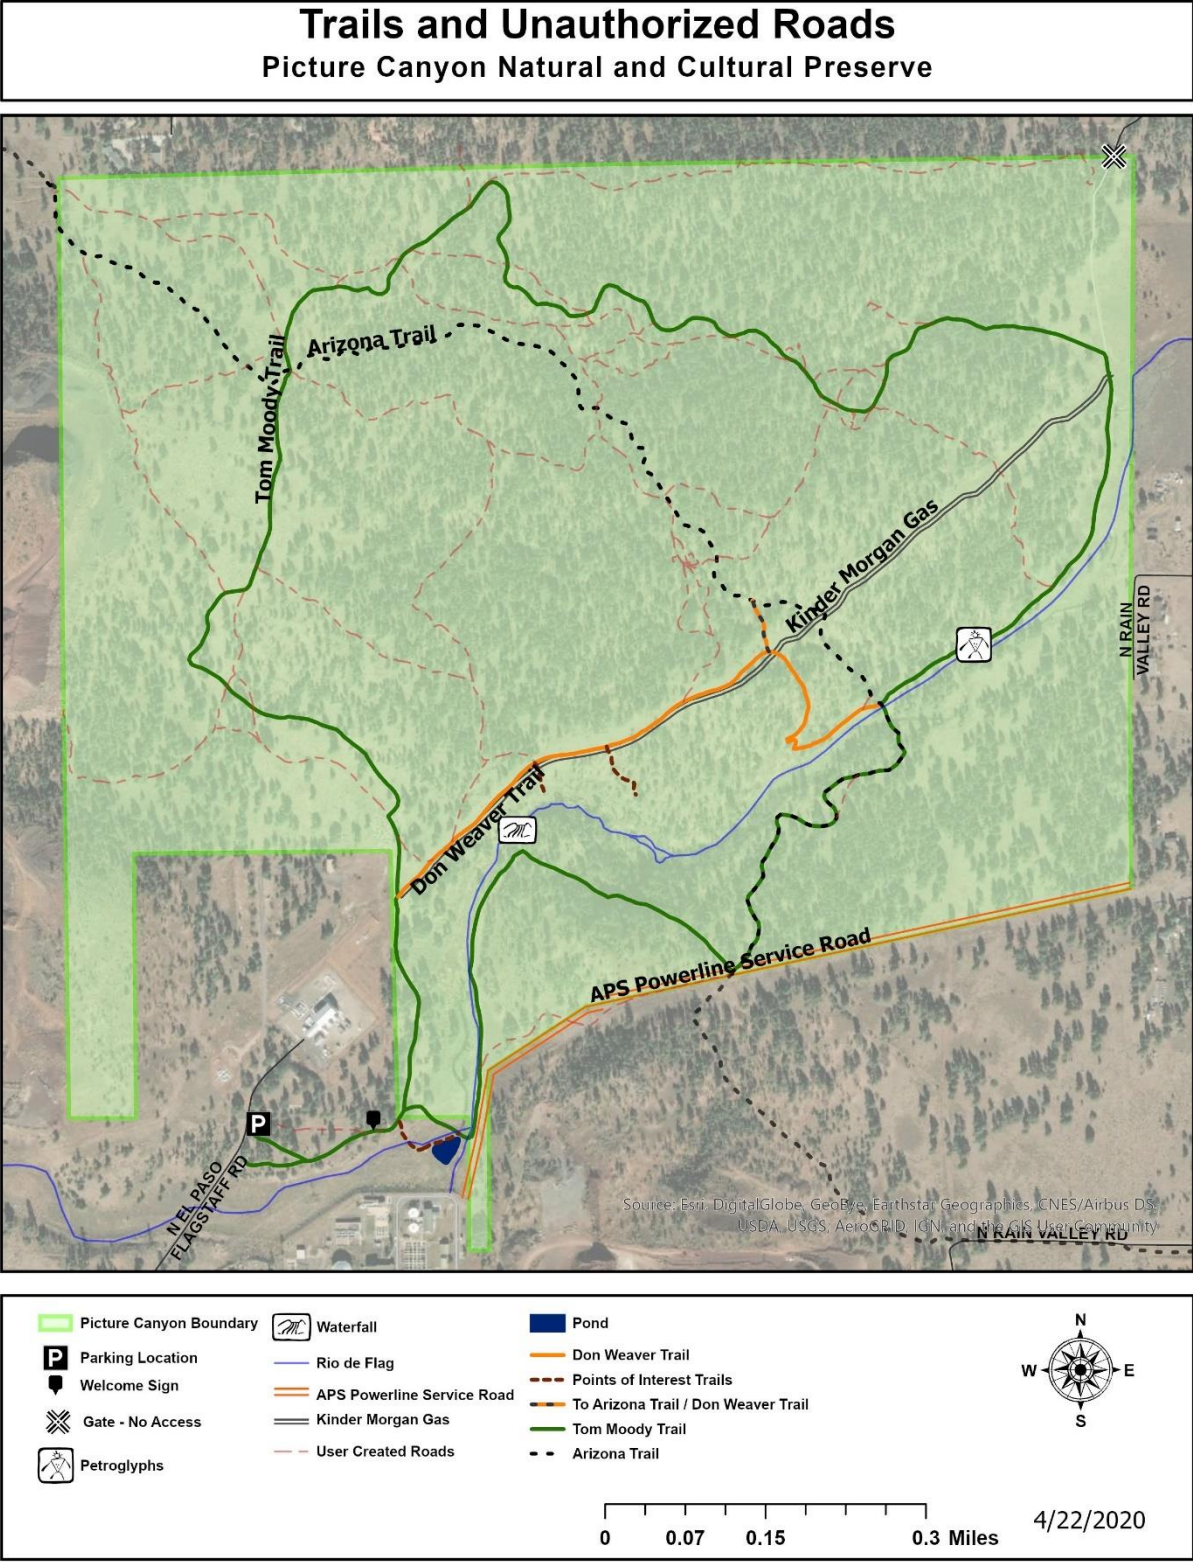 Trails and Unauthorized Roads
Picture Canyon Natural and Cultural Preserve
Arizona Trail
Tom Moody Trail
Kinder Morgan Gas
N RAIN
VALLEY RD
Don Weaver Trail
APS Powerline Service Road
P
N EL PASO
FLAGSTAFF RD
Source: Esri, DigitalGlobe, GeoEye, Earthstar Geographics, CNES/Airbus DS,
USDA, USGS, AeroGRID, IGN, and the GIS User Community
N RAIN VALLEY RD
Picture Canyon Boundary
P Parking Location
Welcome Sign
Gate - No Access
Petroglyphs
Waterfall
Rio de Flag
APS Powerline Service Road
Kinder Morgan Gas
User Created Roads
Pond
Don Weaver Trail
Points of Interest Trails
To Arizona Trail / Don Weaver Trail
Tom Moody Trail
Arizona Trail
N
W E
S
0 0.07 0.15 0.3 Miles
4/22/2020